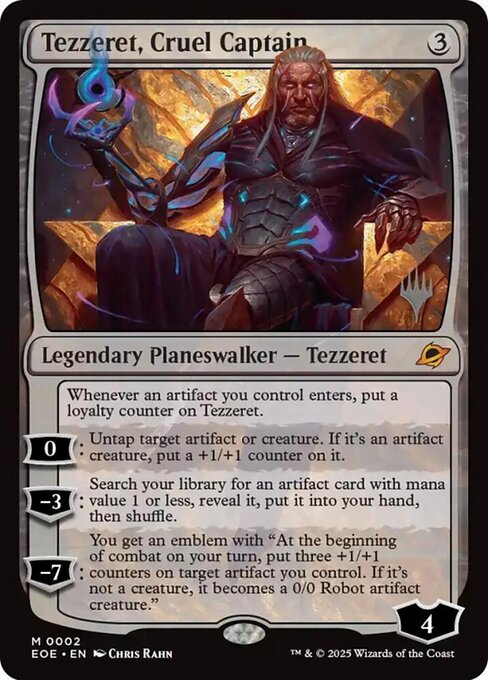 Tezzeret, Cruel Captain 3
Legendary Planeswalker — Tezzeret
Whenever an artifact you control enters, put a
loyalty counter on Tezzeret.
0 : Untap target artifact or creature. If it's an artifact
creature, put a +1/+1 counter on it.
Search your library for an artifact card with mana
−3 : value 1 or less, reveal it, put it into your hand,
then shuffle.
You get an emblem with “At the beginning
of combat on your turn, put three +1/+1
−7 : counters on target artifact you control. If it's
not a creature, it becomes a 0/0 Robot artifact
creature.”
4
M 0002
EOE • EN Chris Rahn
™ & © 2025 Wizards of the Coast